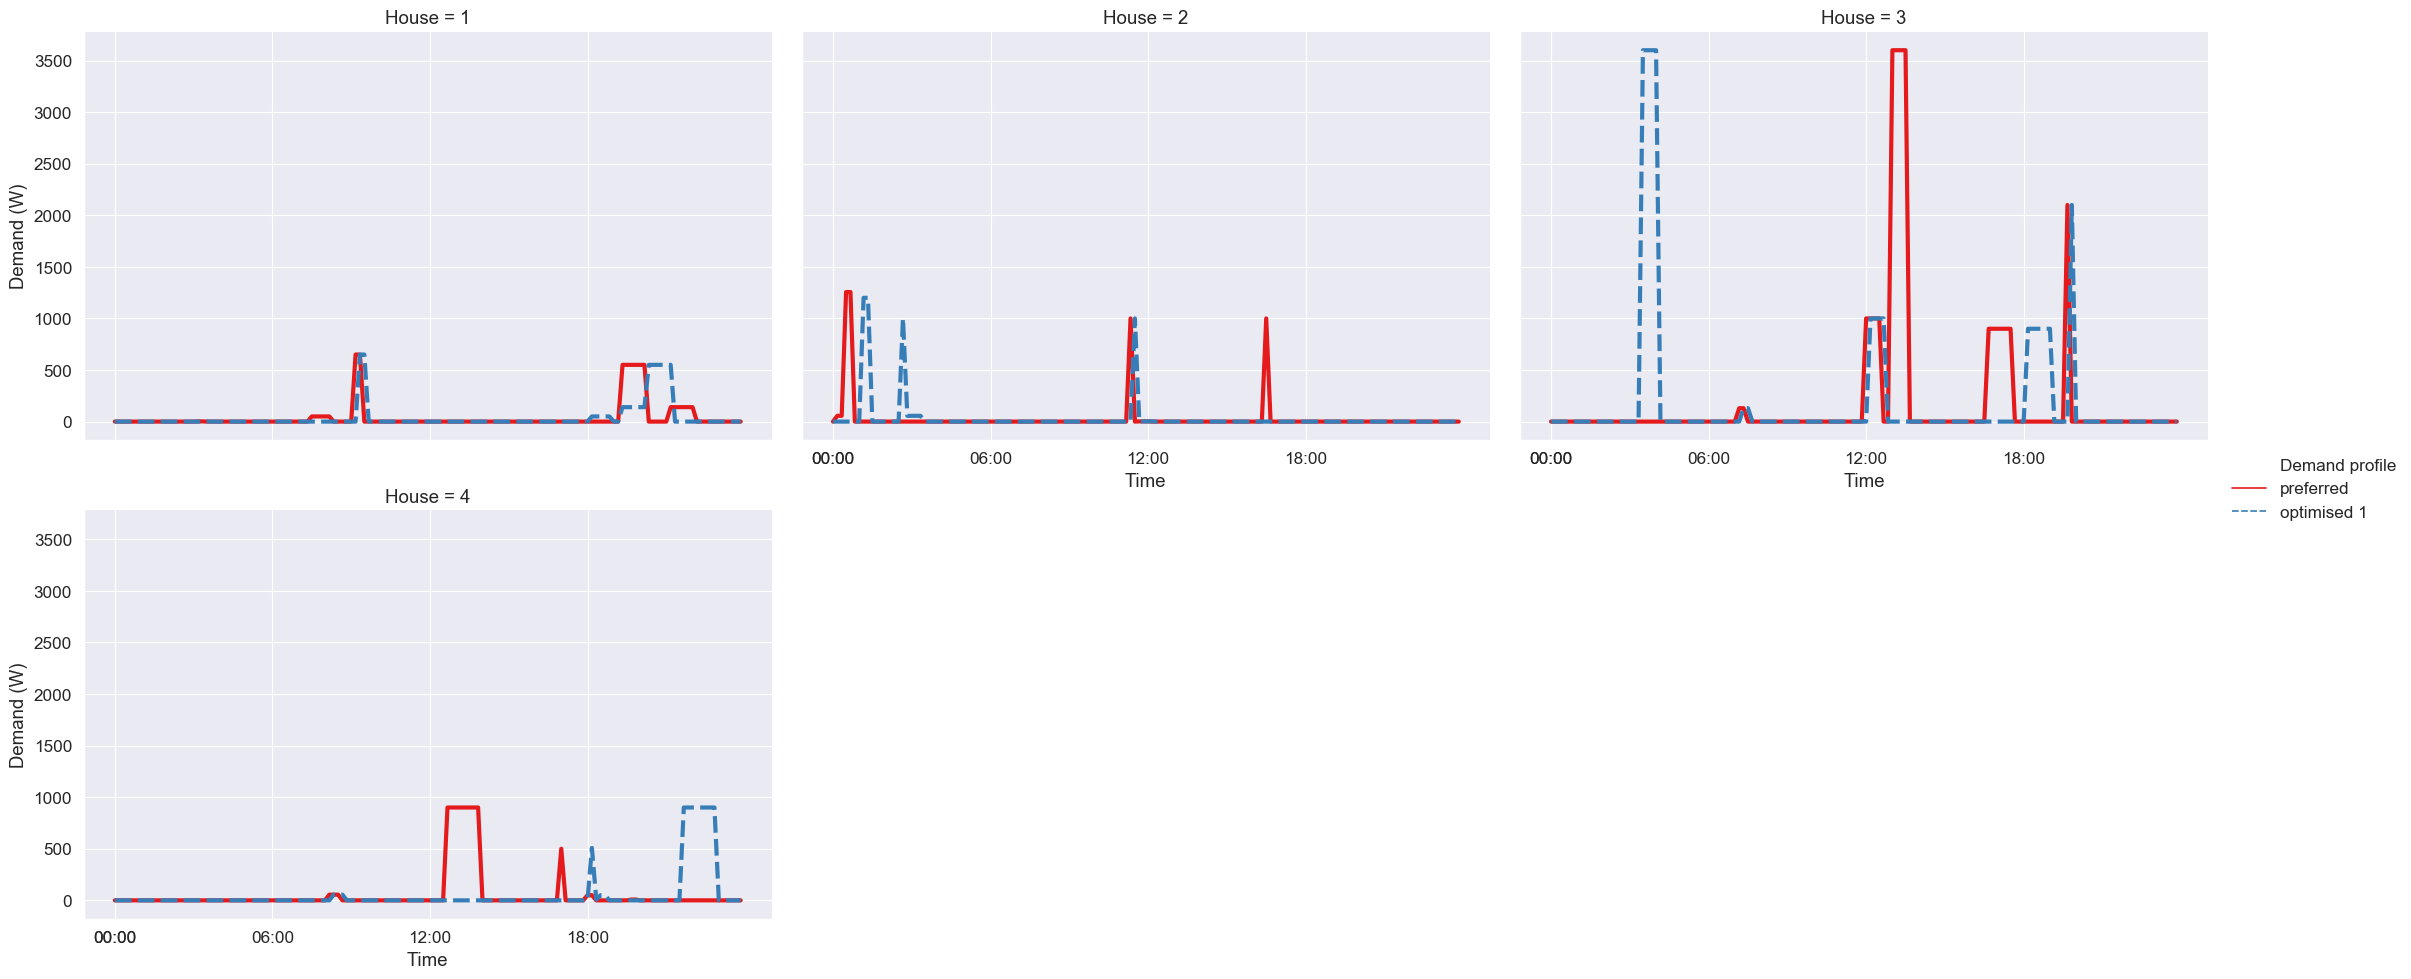 House = 1
House = 2
House = 3
3500
3000
2500
2000
1500
1000
500
0
Demand (W)
00:00 06:00 12:00 18:00
Time
00:00 06:00 12:00 18:00
Time
Demand profile
preferred
optimised 1
House = 4
3500
3000
2500
2000
1500
1000
500
0
Demand (W)
00:00 06:00 12:00 18:00
Time